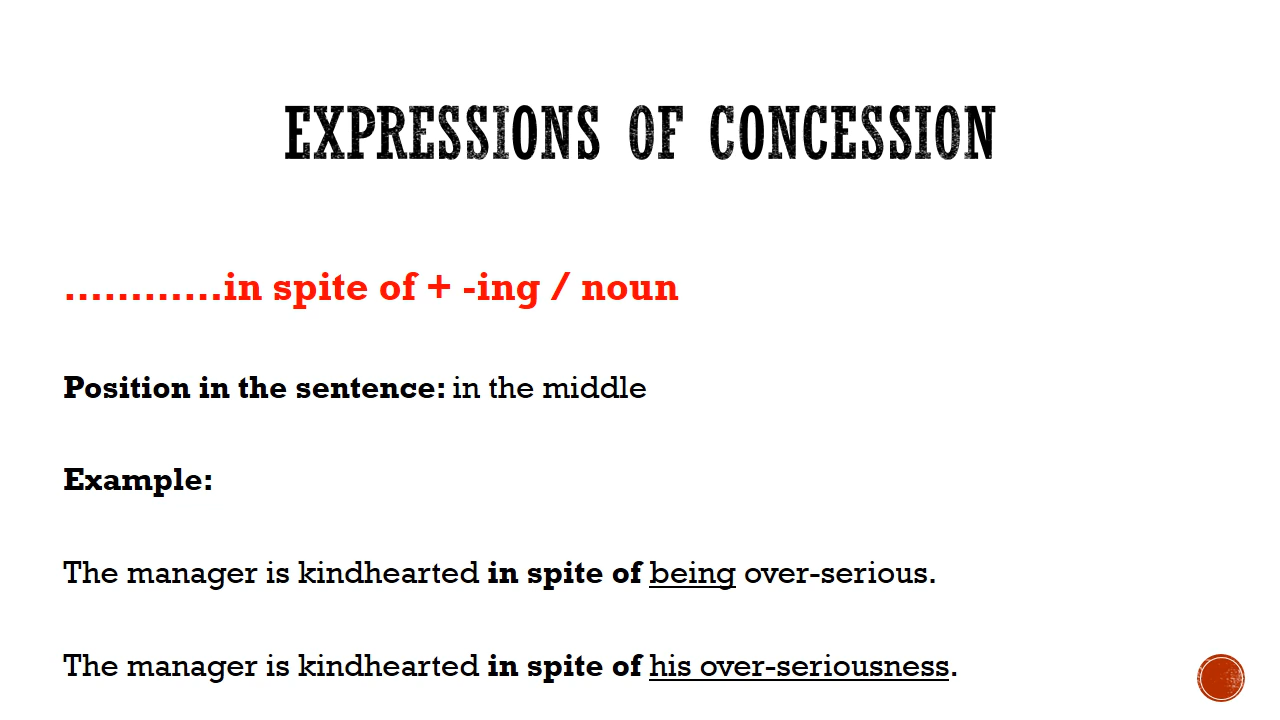 EXPRESSIONS OF CONCESSION
............in spite of + -ing / noun
Position in the sentence: in the middle
Example:
The manager is kindhearted in spite of being over-serious.
The manager is kindhearted in spite of his over-seriousness.